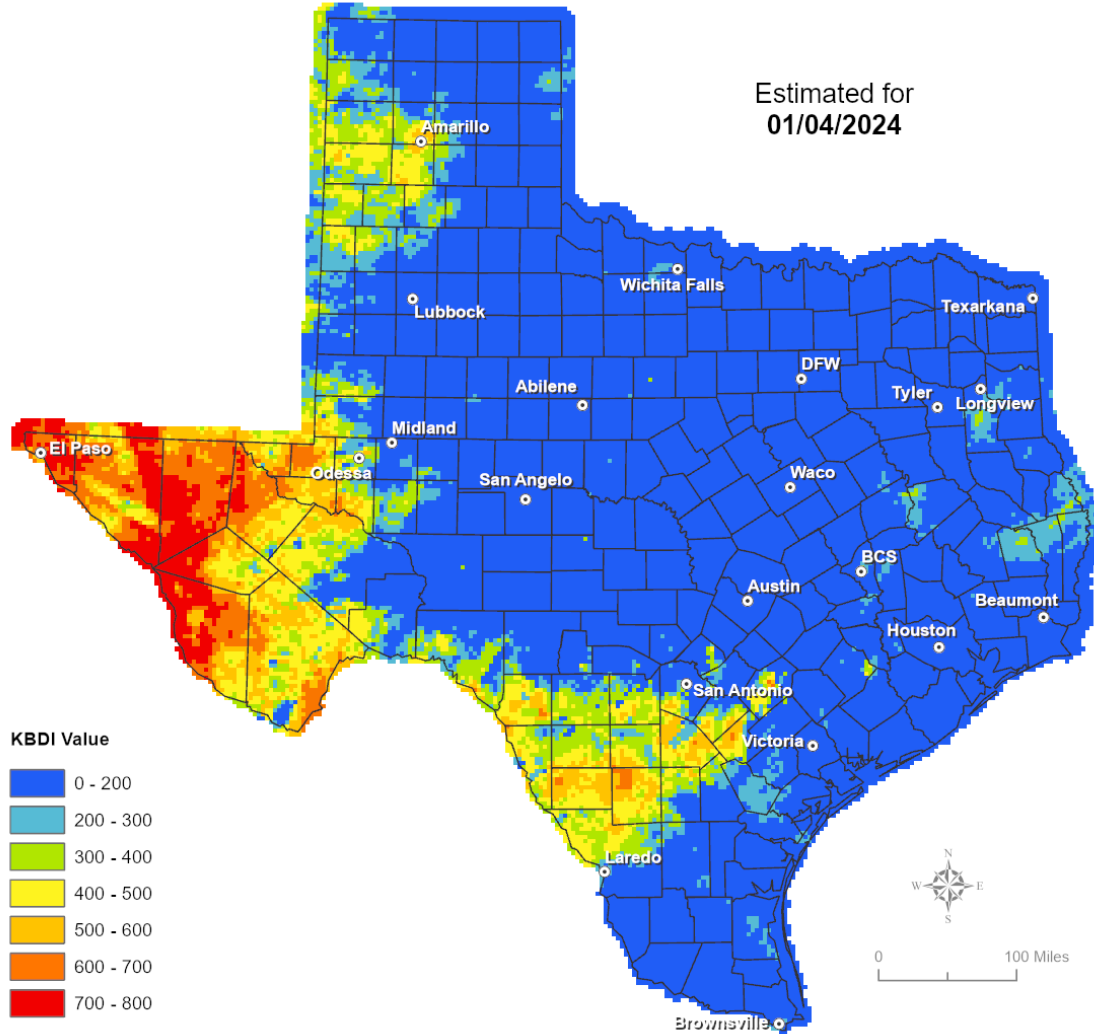 Estimated for
01/04/2024
Amarillo
Wichita Falls
Lubbock
Texarkana
DFW
Abilene
Tyler
Longview
El Paso
Midland
Odessa
San Angelo
Waco
BCS
Austin
Beaumont
Houston
San Antonio
Victoria
Laredo
Brownsville
KBDI Value
0 - 200
200 - 300
300 - 400
400 - 500
500 - 600
600 - 700
700 - 800
N
W E
S
0 100 Miles